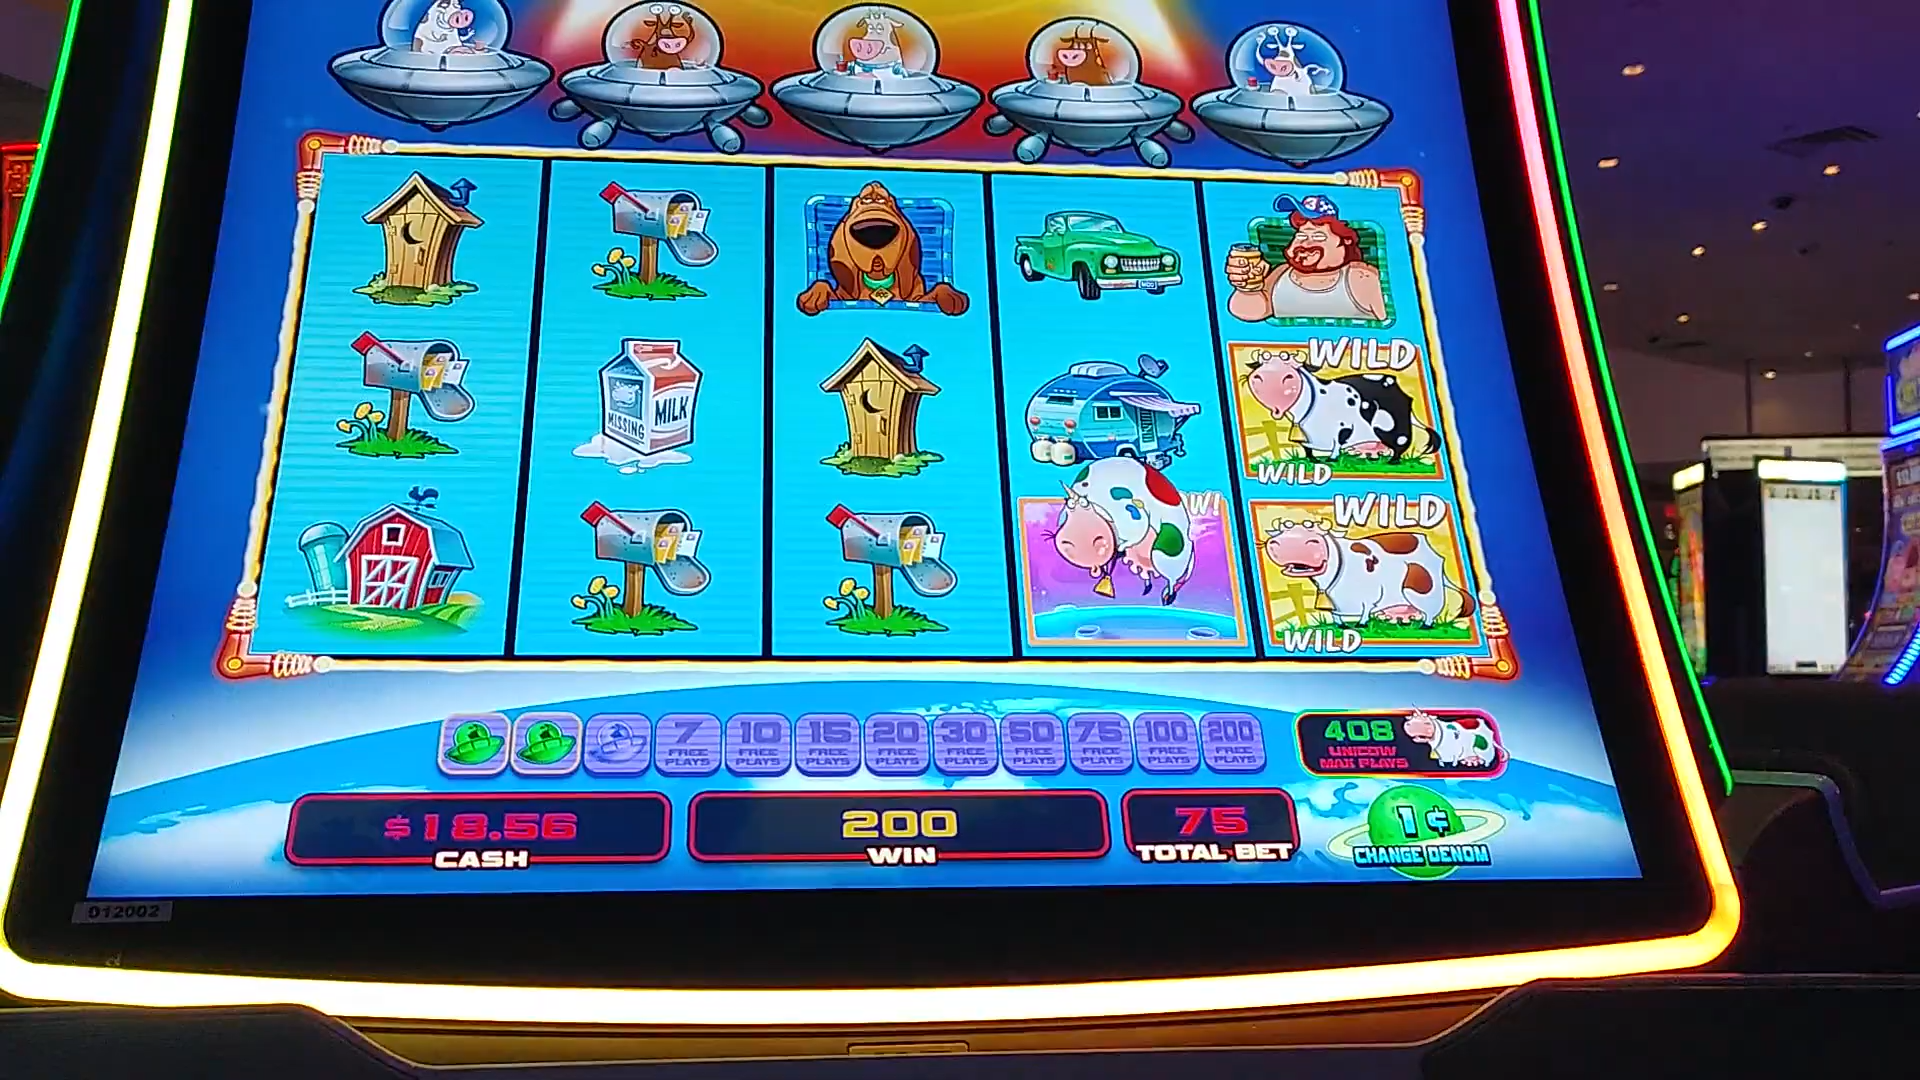 WILD
MISSING
MILK
WILD
W!
WILD
WILD
7 FREE PLAYS
10 FREE PLAYS
15 FREE PLAYS
20 FREE PLAYS
30 FREE PLAYS
50 FREE PLAYS
75 FREE PLAYS
100 FREE PLAYS
200 FREE PLAYS
408
UNICOW
MAX PLAYS
$18.56
CASH
200
WIN
75
TOTAL BET
1¢
CHANGE DENOM
012002